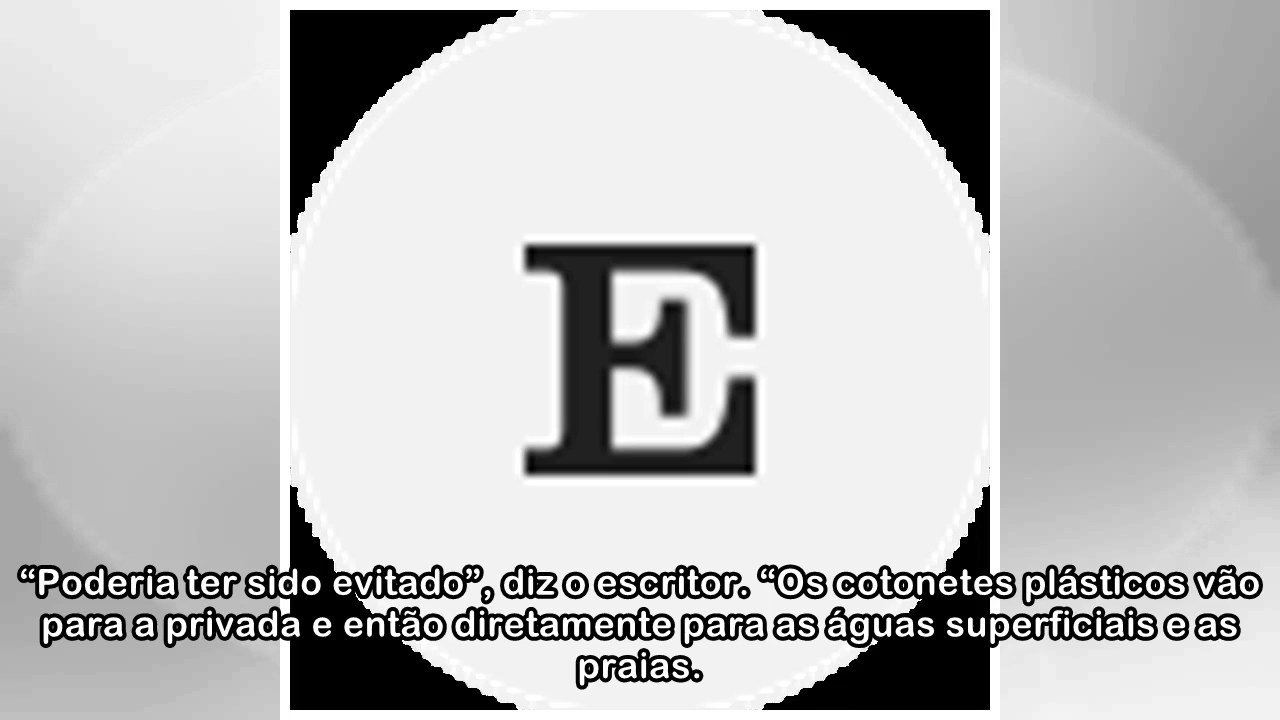 E
“Poderia ter sido evitado”, diz o escritor. “Os cotonetes plásticos vão
para a privada e então diretamente para as águas superficiais e as
praias.